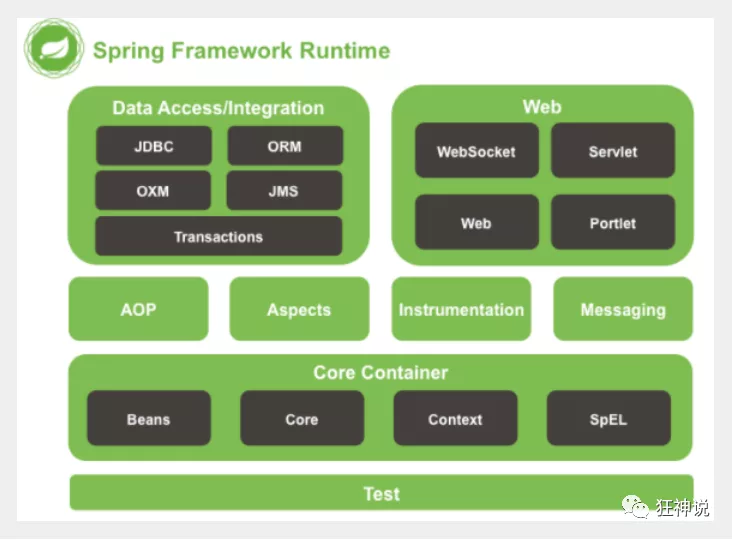 Spring Framework Runtime
Data Access/Integration
JDBC
ORM
OXM
JMS
Transactions
Web
WebSocket
Servlet
Web
Portlet
AOP
Aspects
Instrumentation
Messaging
Core Container
Beans
Core
Context
SpEL
Test
狂神说